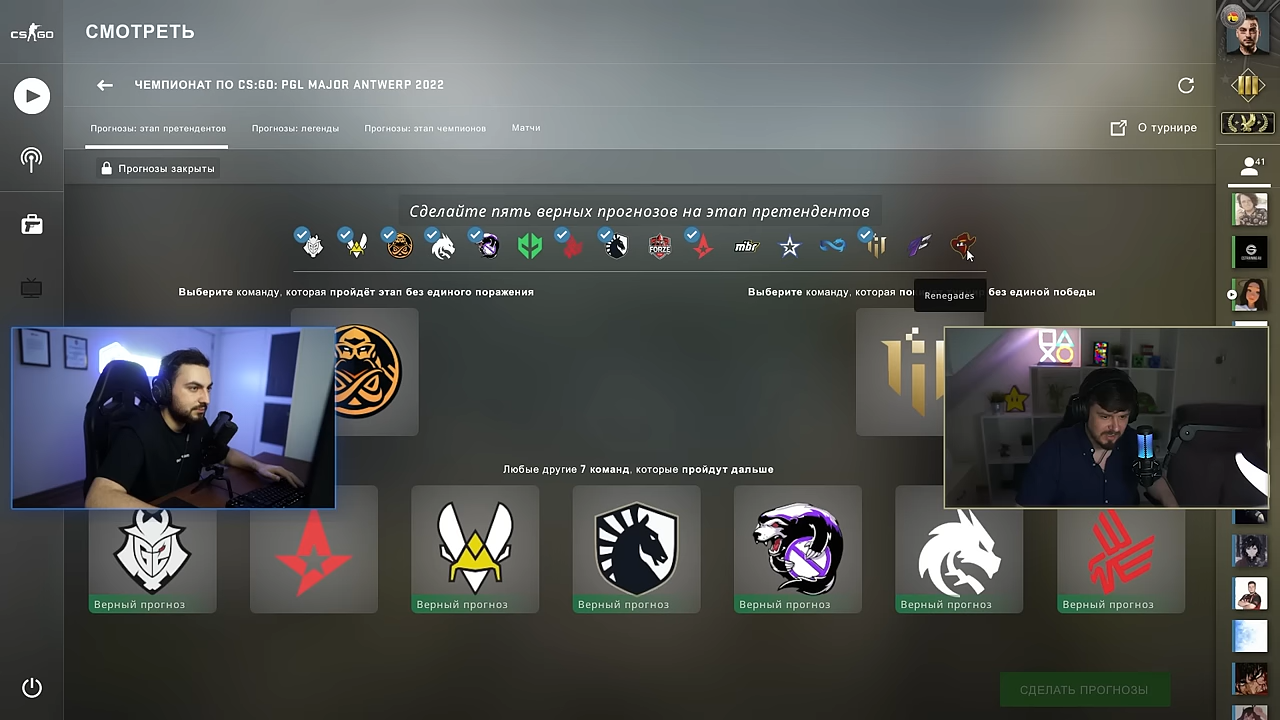 CS GO
СМОТРЕТЬ
ЧЕМПИОНАТ ПО CS:GO: PGL MAJOR ANTWERP 2022
Прогнозы: этап претендентов
Прогнозы: легенды
Прогнозы: этап чемпионов
Матчи
О турнире
Прогнозы закрыты
41
Сделайте пять верных прогнозов на этап претендентов
FORZE
mbr
Выберите команду, которая пройдёт этап без единого поражения
Выберите команду, которая без единой победы
Renegades
Любые другие 7 команд, которые пройдут дальше
Верный прогноз
Верный прогноз
Верный прогноз
Верный прогноз
Верный прогноз
Верный прогноз
СДЕЛАТЬ ПРОГНОЗЫ